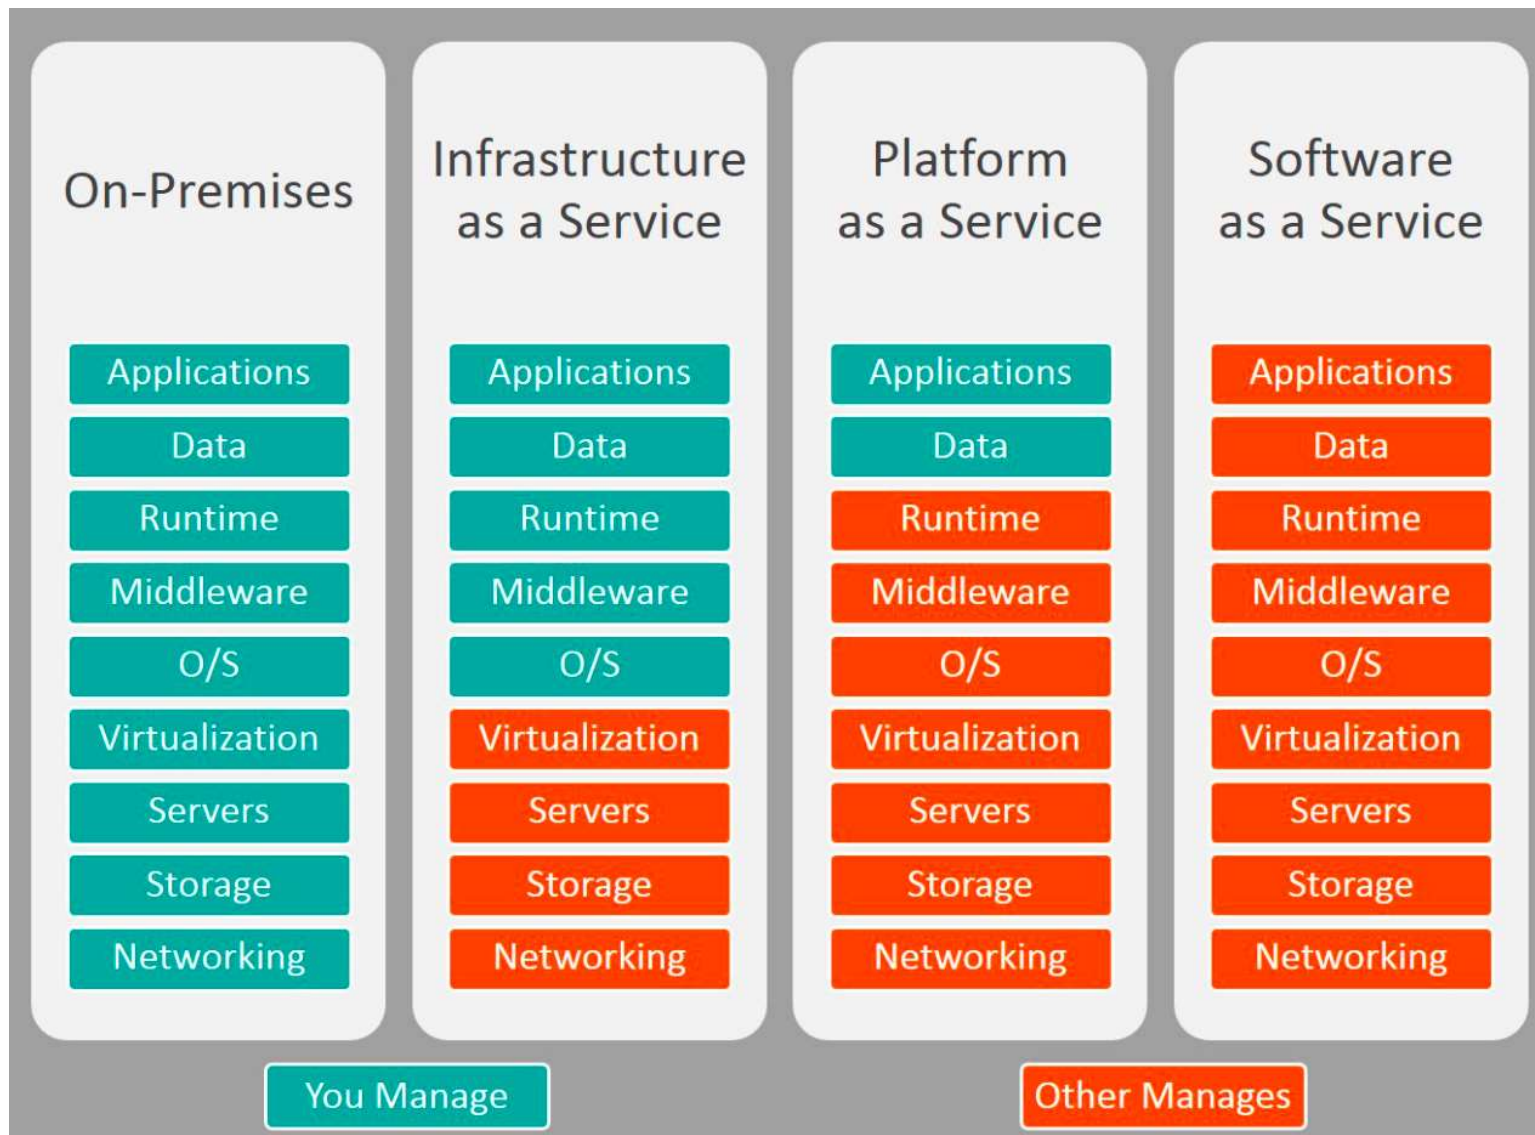 On-Premises
Applications
Data
Runtime
Middleware
O/S
Virtualization
Servers
Storage
Networking
Infrastructure
as a Service
Applications
Data
Runtime
Middleware
O/S
Virtualization
Servers
Storage
Networking
Platform
as a Service
Applications
Data
Runtime
Middleware
O/S
Virtualization
Servers
Storage
Networking
Software
as a Service
Applications
Data
Runtime
Middleware
O/S
Virtualization
Servers
Storage
Networking
You Manage
Other Manages